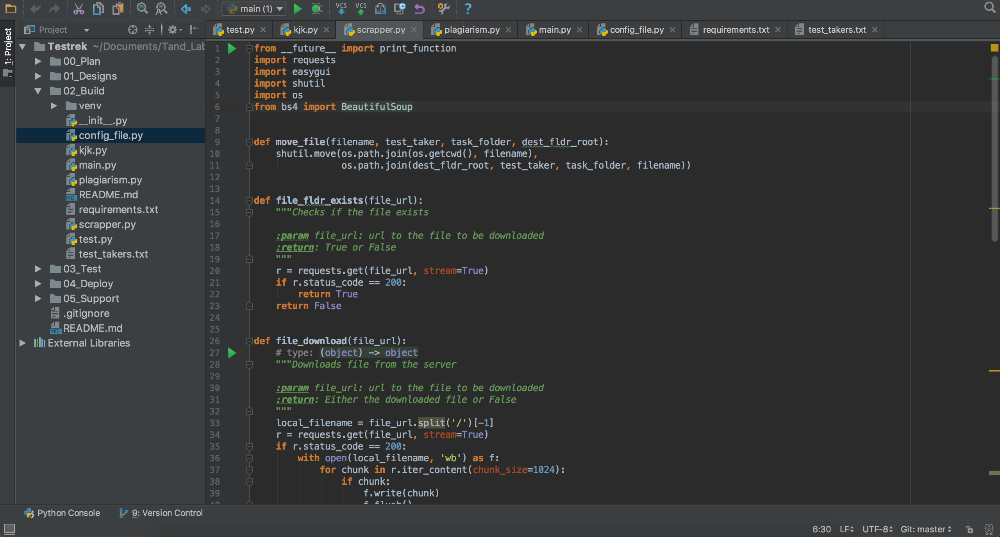 main (1)
VCS
VCS
?
1: Project
Project
test.py
kjk.py
scrapper.py
plagiarism.py
main.py
config_file.py
requirements.txt
test_takers.txt
Testrek ~/Documents/Tand_Lab
00_Plan
01_Designs
02_Build
venv
__init__.py
config_file.py
kjk.py
main.py
plagiarism.py
MD README.md
requirements.txt
scrapper.py
test.py
test_takers.txt
03_Test
04_Deploy
05_Support
.gitignore
MD README.md
External Libraries
1 from __future__ import print_function
2 import requests
3 import easygui
4 import shutil
5 import os
6 from bs4 import BeautifulSoup
7
8
9 def move_file(filename, test_taker, task_folder, dest_fldr_root):
10     shutil.move(os.path.join(os.getcwd(), filename),
11                 os.path.join(dest_fldr_root, test_taker, task_folder, filename))
12
13
14 def file_fldr_exists(file_url):
15     """Checks if the file exists
16
17     :param file_url: url to the file to be downloaded
18     :return: True or False
19     """
20     r = requests.get(file_url, stream=True)
21     if r.status_code == 200:
22         return True
23     return False
24
25
26 def file_download(file_url):
27     # type: (object) -> object
28     """Downloads file from the server
29
30     :param file_url: url to the file to be downloaded
31     :return: Either the downloaded file or False
32     """
33     local_filename = file_url.split('/')[-1]
34     r = requests.get(file_url, stream=True)
35     if r.status_code == 200:
36         with open(local_filename, 'wb') as f:
37             for chunk in r.iter_content(chunk_size=1024):
38                 if chunk:
39                     f.write(chunk)
40                     f.flush()
Python Console
9: Version Control
6:30 LF UTF-8 Git: master